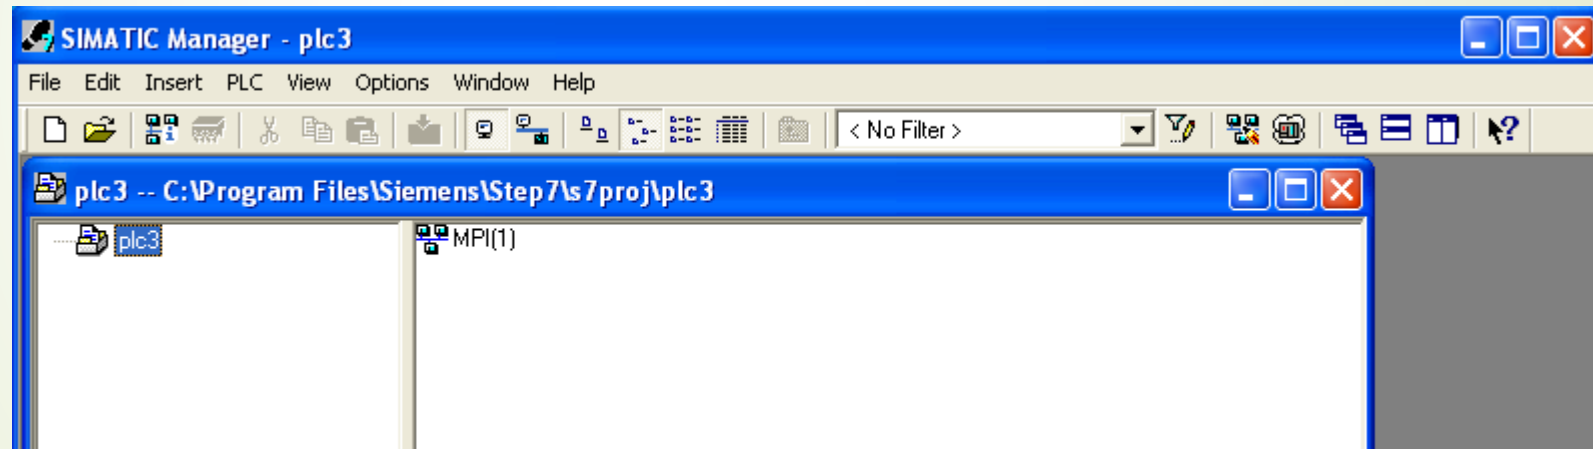 SIMATIC Manager - plc3
File Edit Insert PLC View Options Window Help
< No Filter >
plc3 -- C:\Program Files\Siemens\Step7\s7proj\plc3
plc3
MPI(1)